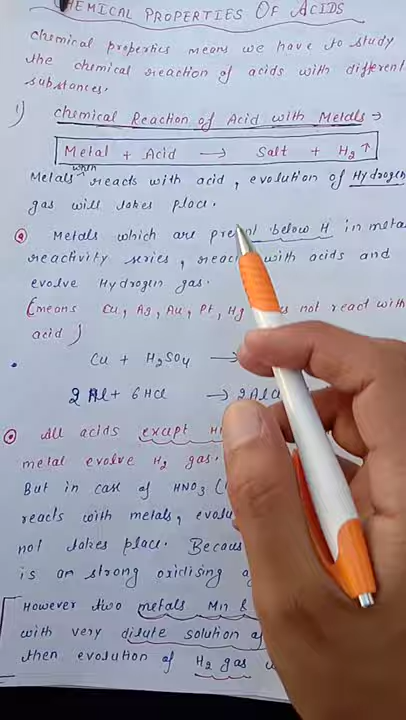 CHEMICAL PROPERTIES OF ACIDS
chemical properties means we have to study
the chemical reaction of acids with different
substances.
1) chemical Reaction of Acid with Metals →
Metal + Acid → Salt + H₂↑
Metals when reacts with acid, evolution of Hydrogen
gas will takes place.
Metals which are present below H in meta
reactivity series, react with acids and
evolve Hydrogen gas.
(means Cu, Ag, Au, Pt, Hg not react with
acid)
Cu + H₂SO₄ →
2Al + 6HCl → 2AlCl
All acids except
metal evolve H₂ gas.
But in case of HNO₃
reacts with metals,
not takes place.
is an strong oxidising
However two metals Mn &
with very dilute solution of
then evolution of H₂ gas